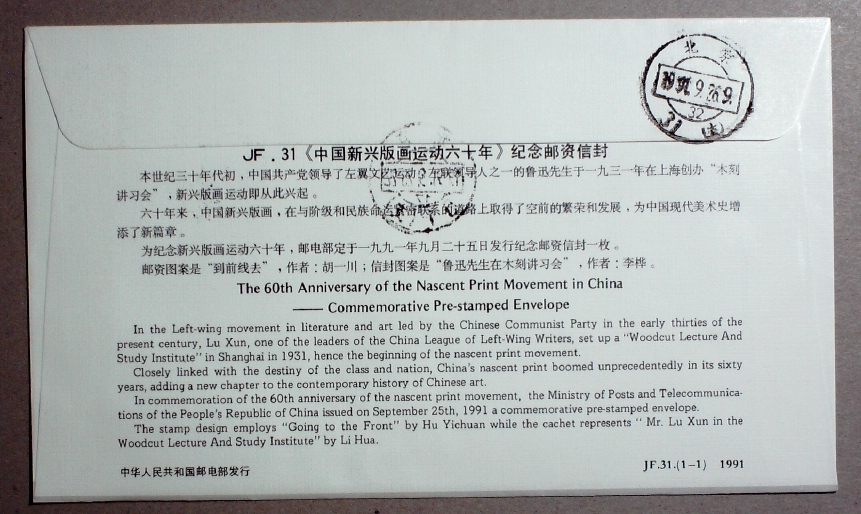 北京
1991.9.26.9
32
31 (支)
JF . 31《中国新兴版画运动六十年》纪念邮资信封
本世纪三十年代初，中国共产党领导了左翼文艺运动。左联领导人之一的鲁迅先生于一九三一年在上海创办“木刻
讲习会”，新兴版画运动即从此兴起。
六十年来，中国新兴版画，在与阶级和民族命运紧密联系的道路上取得了空前的繁荣和发展，为中国现代美术史增
添了新篇章。
为纪念新兴版画运动六十年，邮电部定于一九九一年九月二十五日发行纪念邮资信封一枚。
邮资图案是“到前线去”，作者：胡一川；信封图案是“鲁迅先生在木刻讲习会”，作者：李桦。
The 60th Anniversary of the Nascent Print Movement in China
—— Commemorative Pre-stamped Envelope
In the Left-wing movement in literature and art led by the Chinese Communist Party in the early thirties of the
present century, Lu Xun, one of the leaders of the China League of Left-Wing Writers, set up a “Woodcut Lecture And
Study Institute” in Shanghai in 1931, hence the beginning of the nascent print movement.
Closely linked with the destiny of the class and nation, China's nascent print boomed unprecedentedly in its sixty
years, adding a new chapter to the contemporary history of Chinese art.
In commemoration of the 60th anniversary of the nascent print movement, the Ministry of Posts and Telecommunica-
tions of the People's Republic of China issued on September 25th, 1991 a commemorative pre-stamped envelope.
The stamp design employs “Going to the Front” by Hu Yichuan while the cachet represents “ Mr. Lu Xun in the
Woodcut Lecture And Study Institute” by Li Hua.
中华人民共和国邮电部发行
JF.31.(1-1) 1991